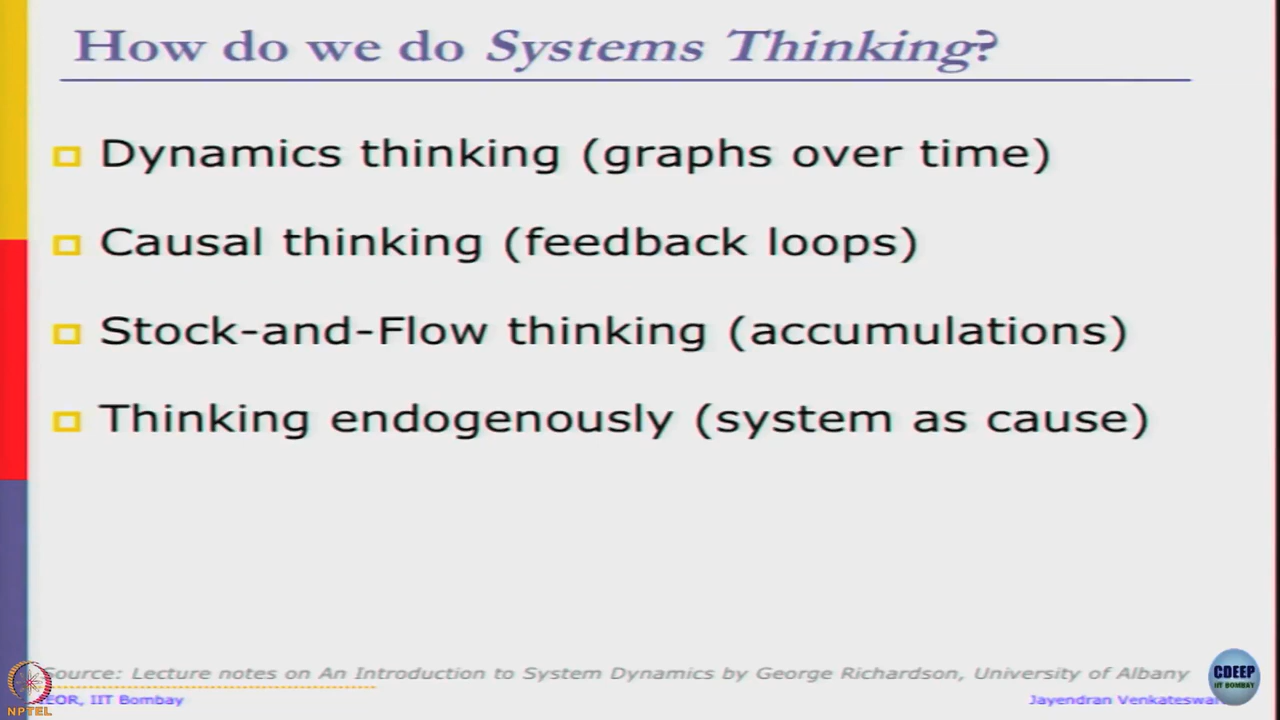 How do we do Systems Thinking?
Dynamics thinking (graphs over time)
Causal thinking (feedback loops)
Stock-and-Flow thinking (accumulations)
Thinking endogenously (system as cause)
Source: Lecture notes on An Introduction to System Dynamics by George Richardson, University of Albany
IIT Bombay
Jayendran
NPTEL
CDEEP
IIT BOMBAY